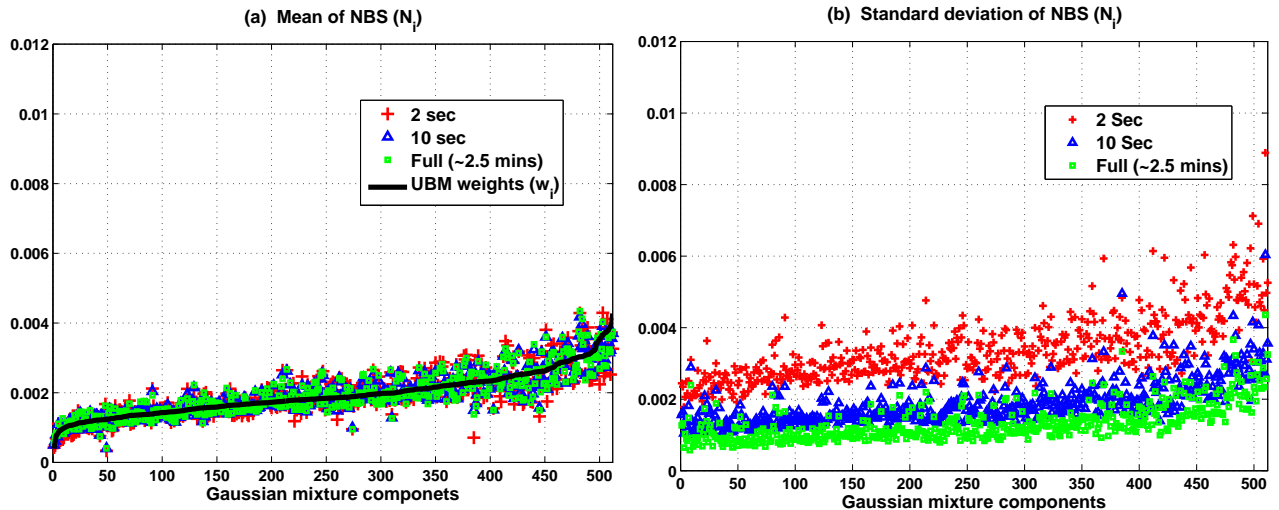 (a) Mean of NBS (N_i)
0.012
0.01
0.008
0.006
0.004
0.002
0
2 sec
10 sec
Full (~2.5 mins)
UBM weights (w_i)
0 50 100 150 200 250 300 350 400 450 500
Gaussian mixture componets
(b) Standard deviation of NBS (N_i)
0.012
0.01
0.008
0.006
0.004
0.002
0
2 Sec
10 Sec
Full (~2.5 mins)
0 50 100 150 200 250 300 350 400 450 500
Gaussian mixture components